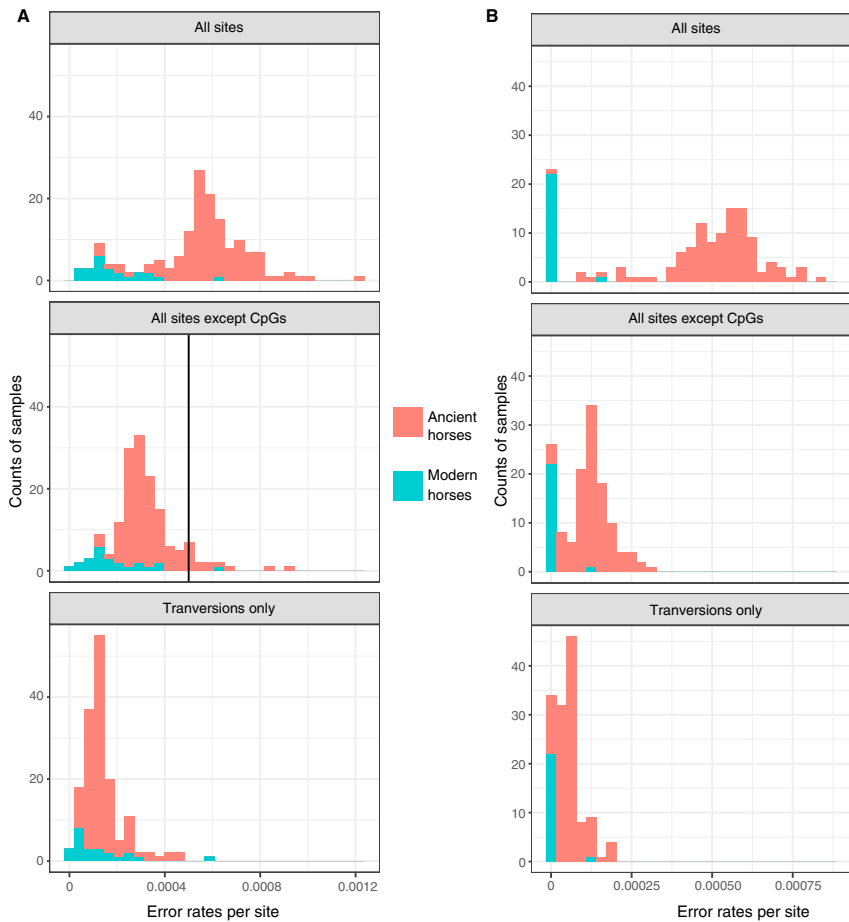 A
All sites
40
20
0
All sites except CpGs
40
20
0
Tranversions only
40
20
0
0
0.0004
0.0008
0.0012
Error rates per site
Counts of samples
Ancient
horses
Modern
horses
B
All sites
40
30
20
10
0
All sites except CpGs
40
30
20
10
0
Tranversions only
40
30
20
10
0
0
0.00025
0.00050
0.00075
Error rates per site
Counts of samples